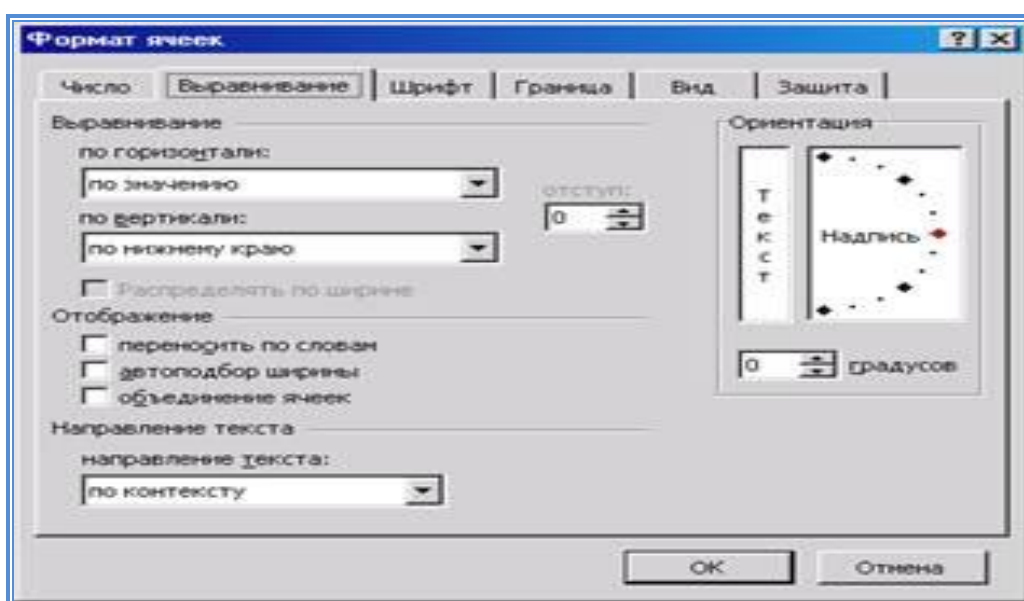 Формат ячеек
Число Выравнивание Шрифт Граница Вид Защита
Выравнивание
по горизонтали:
по значению
отступ:
0
по вертикали:
по нижнему краю
Распределять по ширине
Отображение
переносить по словам
автоподбор ширины
объединение ячеек
Направление текста
направление текста:
по контексту
Ориентация
Текст
Надпись
0 градусов
ОК Отмена